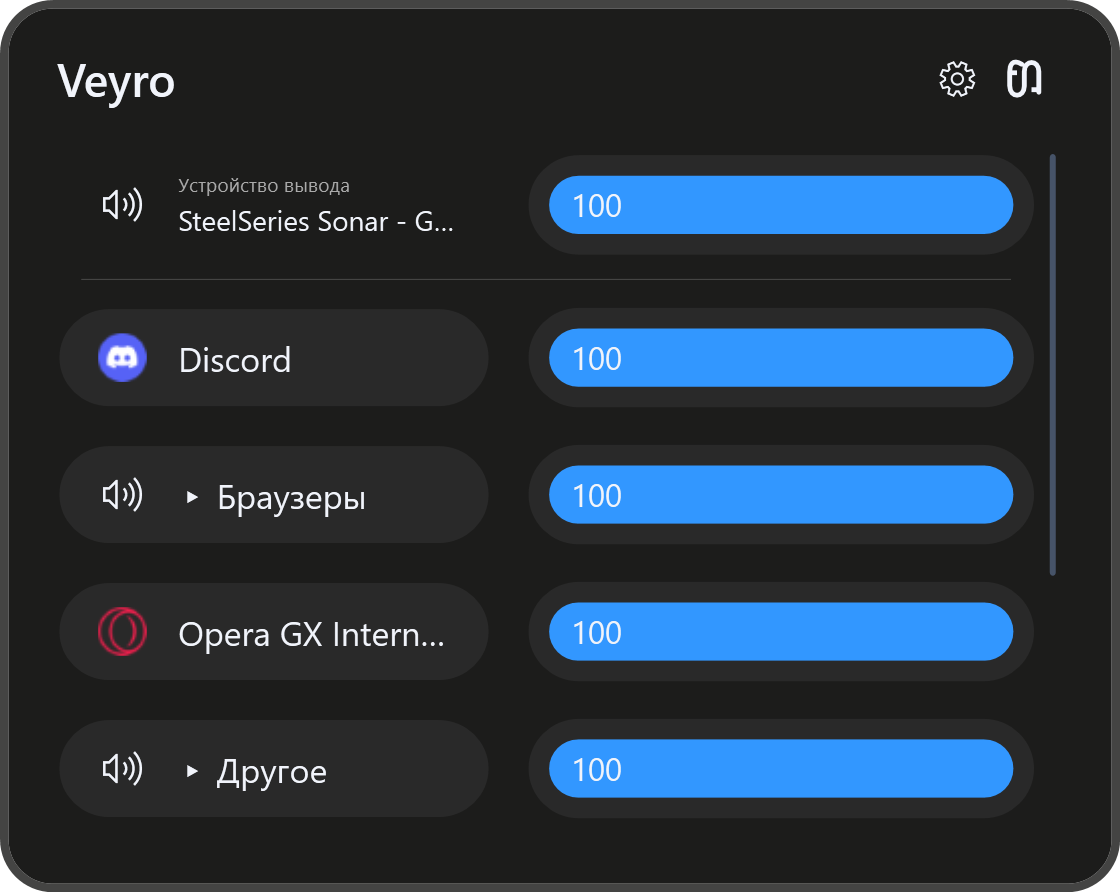 Veyro
Устройство вывода
SteelSeries Sonar - G...
100
Discord
100
Браузеры
100
Opera GX Intern...
100
Другое
100